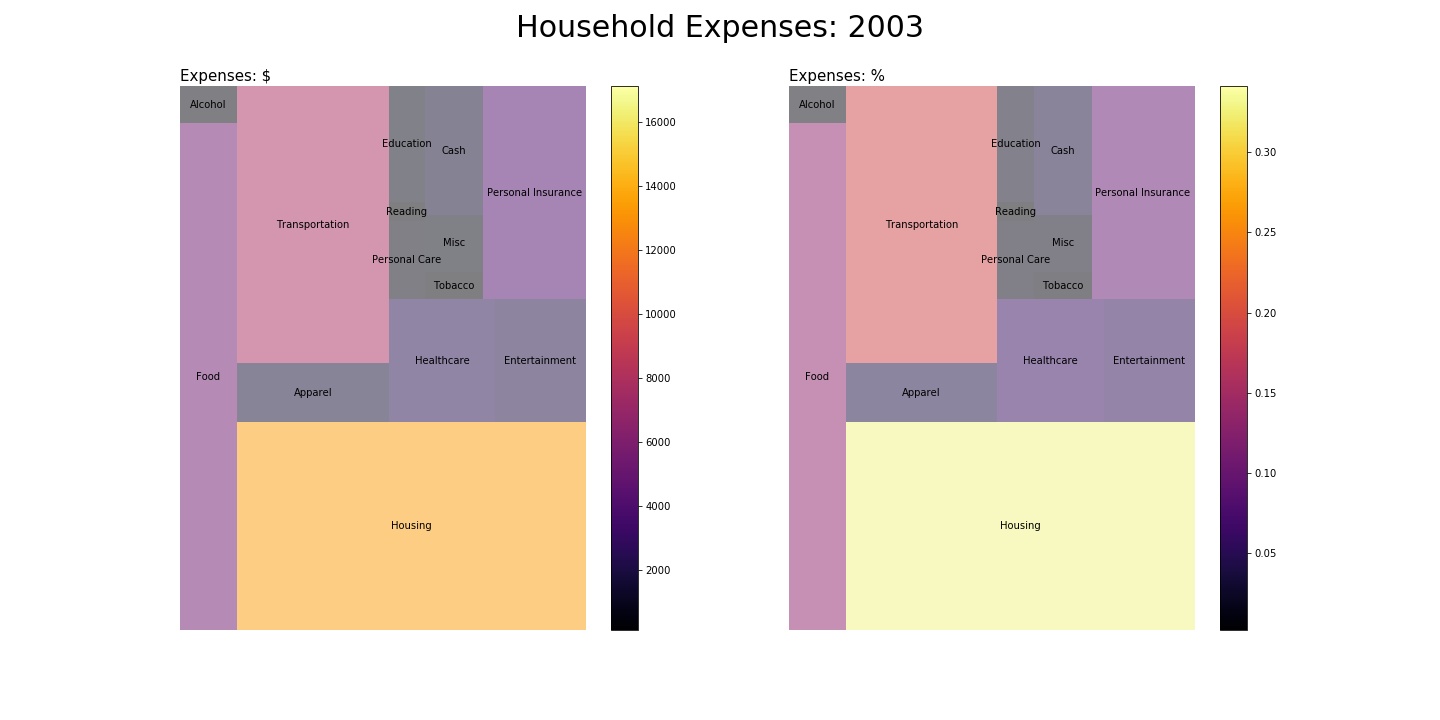 Household Expenses: 2003
Expenses: $
Alcohol
Education
Cash
Personal Insurance
Reading
Transportation
Misc
Personal Care
Tobacco
Healthcare
Entertainment
Food
Apparel
Housing
16000
14000
12000
10000
8000
6000
4000
2000
Expenses: %
Alcohol
Education
Cash
Personal Insurance
Reading
Transportation
Misc
Personal Care
Tobacco
Healthcare
Entertainment
Food
Apparel
Housing
0.30
0.25
0.20
0.15
0.10
0.05